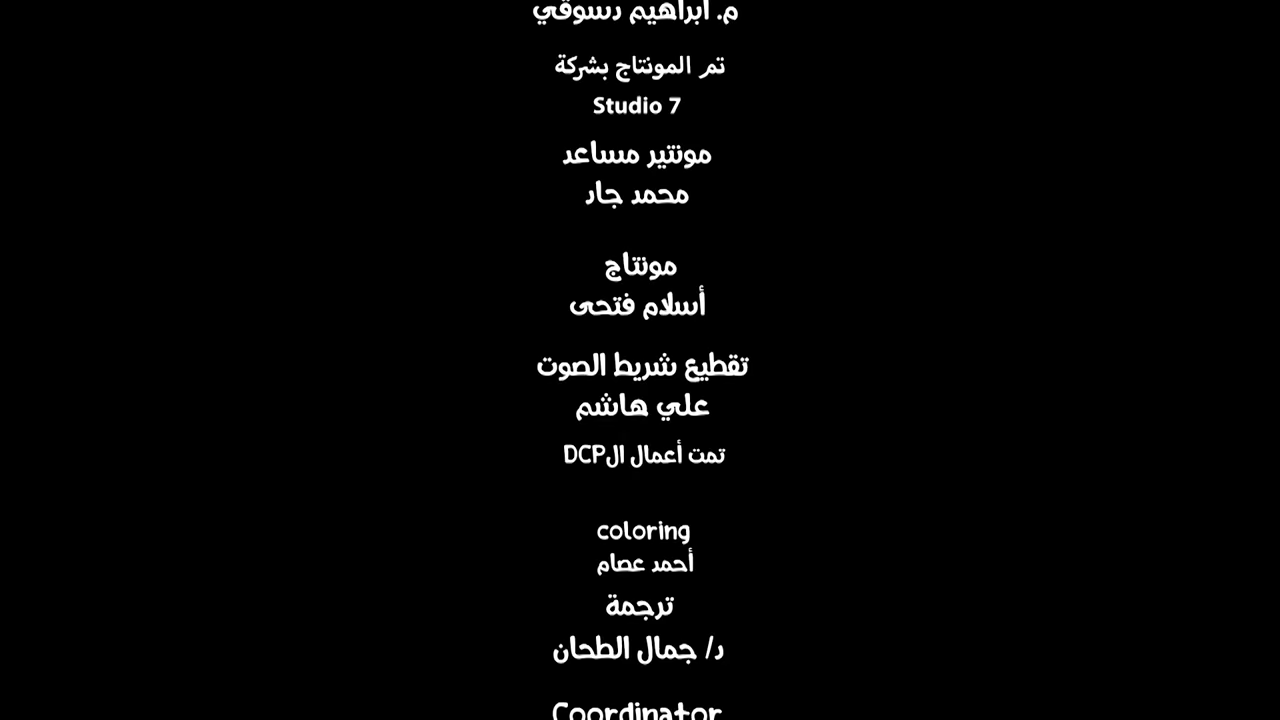 م. ابراهيم دسوقي
تم المونتاج بشركة
Studio 7
مونتير مساعد
محمد جاد
مونتاج
أسلام فتحى
تقطيع شريط الصوت
علي هاشم
تمت أعمال الDCP
coloring
أحمد عصام
ترجمة
د/ جمال الطحان
Coordinator